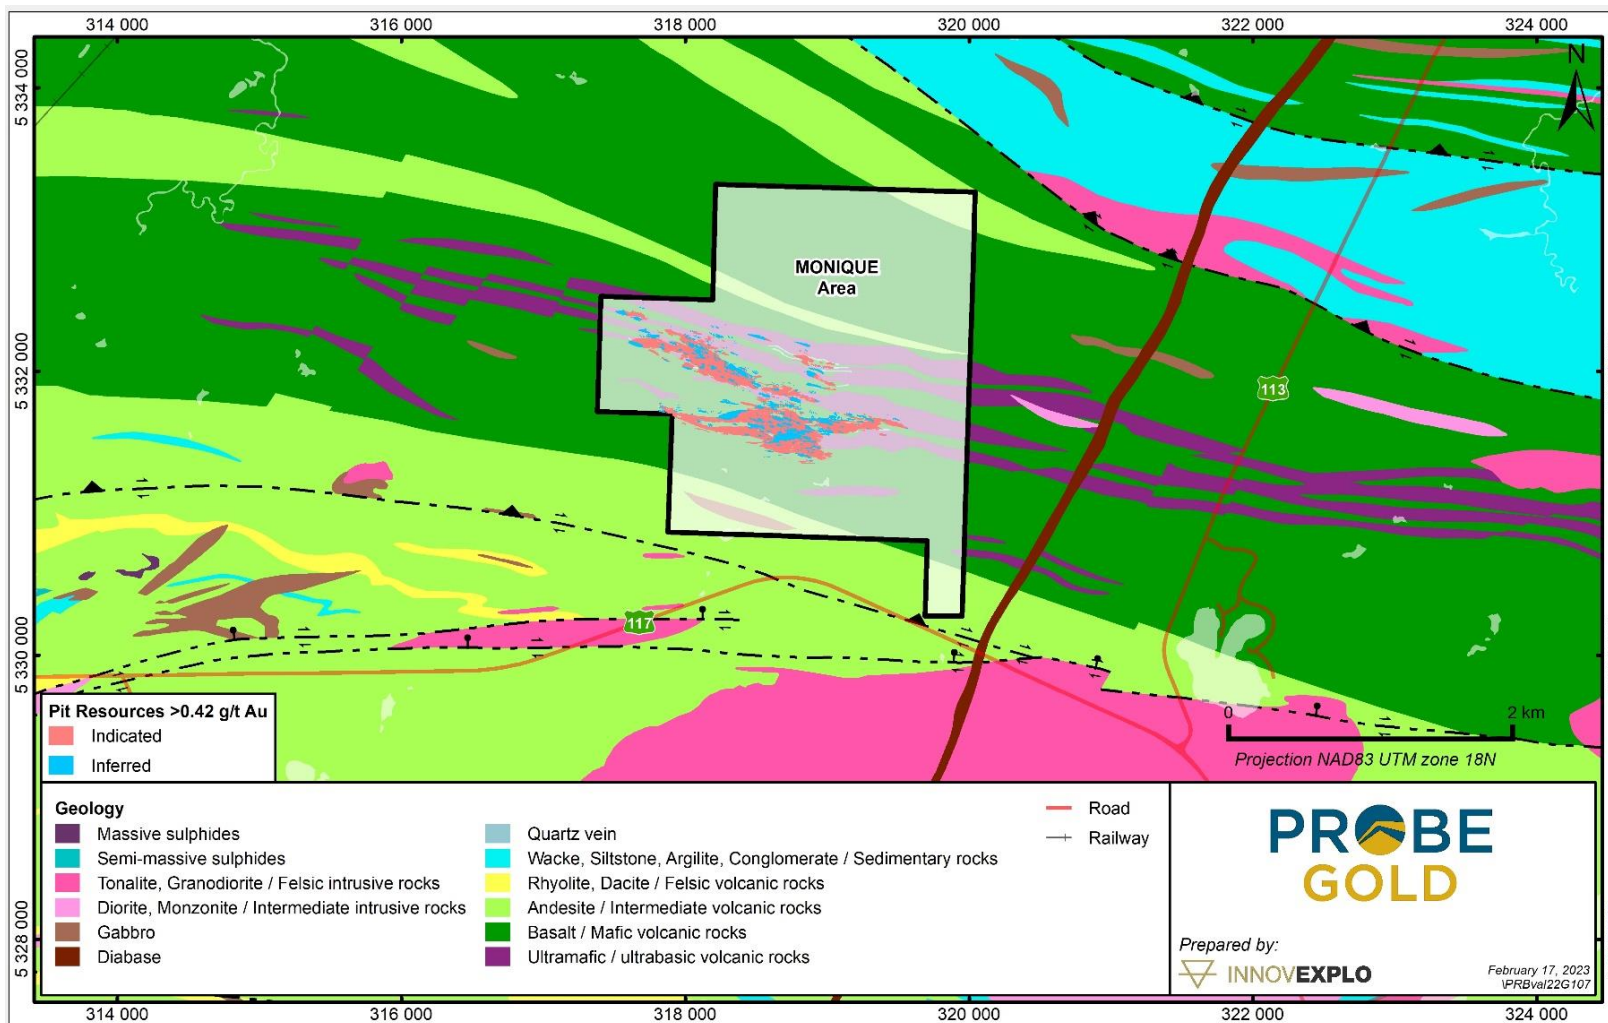 314 000 316 000 318 000 320 000 322 000 324 000
5 334 000
N
MONIQUE
Area
5 332 000
113
117
5 330 000
0 2 km
Projection NAD83 UTM zone 18N
Pit Resources >0.42 g/t Au
Indicated
Inferred
Geology
Massive sulphides
Semi-massive sulphides
Tonalite, Granodiorite / Felsic intrusive rocks
Diorite, Monzonite / Intermediate intrusive rocks
Gabbro
Diabase
Quartz vein
Wacke, Siltstone, Argilite, Conglomerate / Sedimentary rocks
Rhyolite, Dacite / Felsic volcanic rocks
Andesite / Intermediate volcanic rocks
Basalt / Mafic volcanic rocks
Ultramafic / ultrabasic volcanic rocks
Road
Railway
PROBE
GOLD
Prepared by:
INNOVEXPLO
February 17, 2023
\PRBval22G107
5 328 000
314 000 316 000 318 000 320 000 322 000 324 000